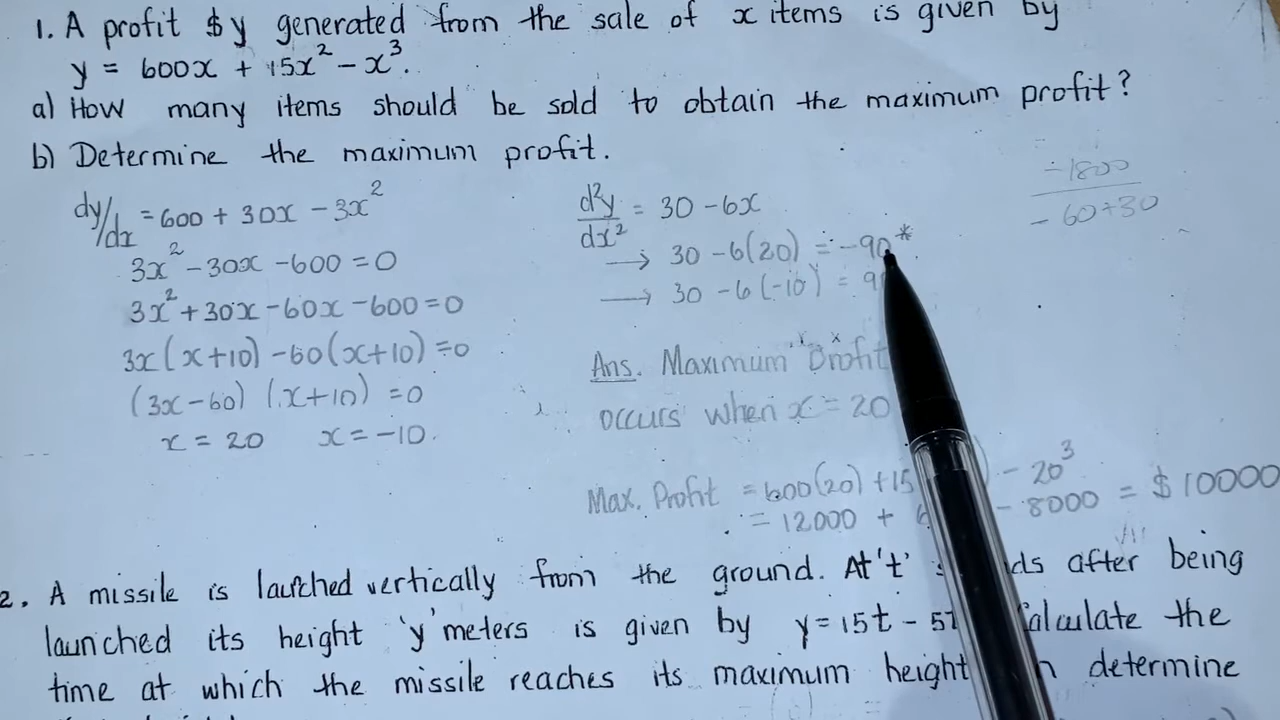 1. A profit $y generated from the sale of x items is given by
y = 600x + 15x² - x³.
a) How many items should be sold to obtain the maximum profit?
b) Determine the maximum profit.
dy/dx = 600 + 30x - 3x²
3x² - 30x - 600 = 0
3x² + 30x - 60x - 600 = 0
3x(x+10) - 60(x+10) = 0
(3x-60) (x+10) = 0
x = 20 x = -10.
d²y/dx² = 30 - 6x
→ 30 - 6(20) = -90*
→ 30 - 6(-10) = 9
Ans. Maximum Profit
occurs when x = 20
Max. Profit = 600(20) + 15 - 20³
= 12000 + - 8000 = $10000
-1800
- 60+30
2. A missile is launched vertically from the ground. At 't' after being
launched its height 'y' meters is given by y = 15t - 5 the
time at which the missile reaches its maximum height determine